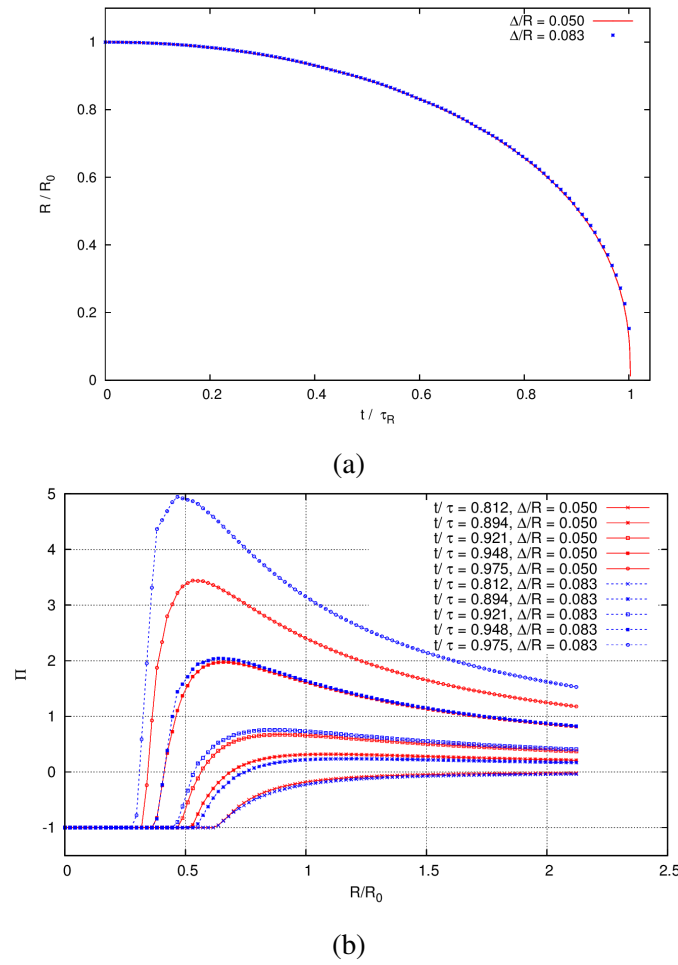 Δ/R = 0.050
Δ/R = 0.083
1
0.8
0.6
0.4
0.2
0
R / R0
0 0.2 0.4 0.6 0.8 1
t / τR
(a)
5
4
3
2
1
0
-1
Π
t/ τ = 0.812, Δ/R = 0.050
t/ τ = 0.894, Δ/R = 0.050
t/ τ = 0.921, Δ/R = 0.050
t/ τ = 0.948, Δ/R = 0.050
t/ τ = 0.975, Δ/R = 0.050
t/ τ = 0.812, Δ/R = 0.083
t/ τ = 0.894, Δ/R = 0.083
t/ τ = 0.921, Δ/R = 0.083
t/ τ = 0.948, Δ/R = 0.083
t/ τ = 0.975, Δ/R = 0.083
0 0.5 1 1.5 2 2.5
R/R0
(b)